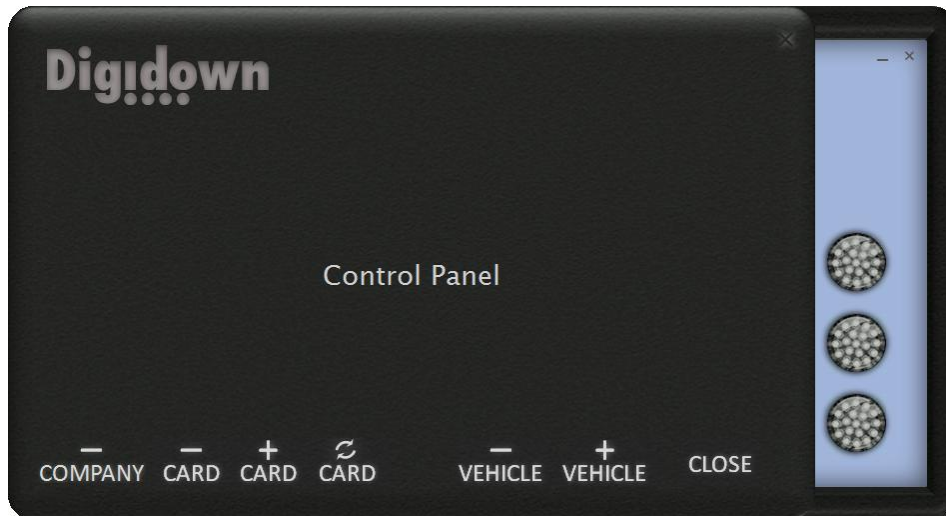 Digidown
Control Panel
– COMPANY – CARD + CARD CARD – VEHICLE + VEHICLE CLOSE